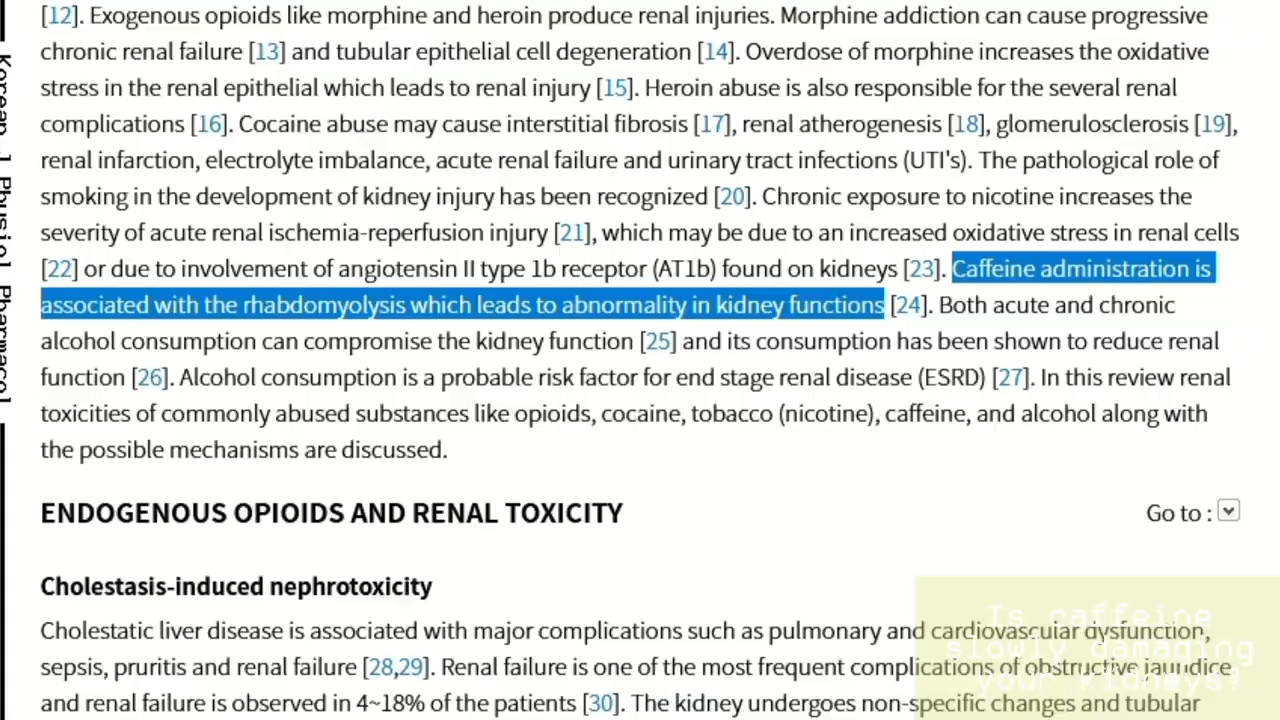 [12]. Exogenous opioids like morphine and heroin produce renal injuries. Morphine addiction can cause progressive
chronic renal failure [13] and tubular epithelial cell degeneration [14]. Overdose of morphine increases the oxidative
stress in the renal epithelial which leads to renal injury [15]. Heroin abuse is also responsible for the several renal
complications [16]. Cocaine abuse may cause interstitial fibrosis [17], renal atherogenesis [18], glomerulosclerosis [19],
renal infarction, electrolyte imbalance, acute renal failure and urinary tract infections (UTI's). The pathological role of
smoking in the development of kidney injury has been recognized [20]. Chronic exposure to nicotine increases the
severity of acute renal ischemia-reperfusion injury [21], which may be due to an increased oxidative stress in renal cells
[22] or due to involvement of angiotensin II type 1b receptor (AT1b) found on kidneys [23]. Caffeine administration is
associated with the rhabdomyolysis which leads to abnormality in kidney functions [24]. Both acute and chronic
alcohol consumption can compromise the kidney function [25] and its consumption has been shown to reduce renal
function [26]. Alcohol consumption is a probable risk factor for end stage renal disease (ESRD) [27]. In this review renal
toxicities of commonly abused substances like opioids, cocaine, tobacco (nicotine), caffeine, and alcohol along with
the possible mechanisms are discussed.
ENDOGENOUS OPIOIDS AND RENAL TOXICITY
Go to :
Cholestasis-induced nephrotoxicity
Cholestatic liver disease is associated with major complications such as pulmonary and cardiovascular dysfunction,
sepsis, pruritis and renal failure [28,29]. Renal failure is one of the most frequent complications of obstructive jaundice
and renal failure is observed in 4~18% of the patients [30]. The kidney undergoes non-specific changes and tubular
Korean J Physiol Pharmacol
Is caffeine
slowly damaging
your kidneys?